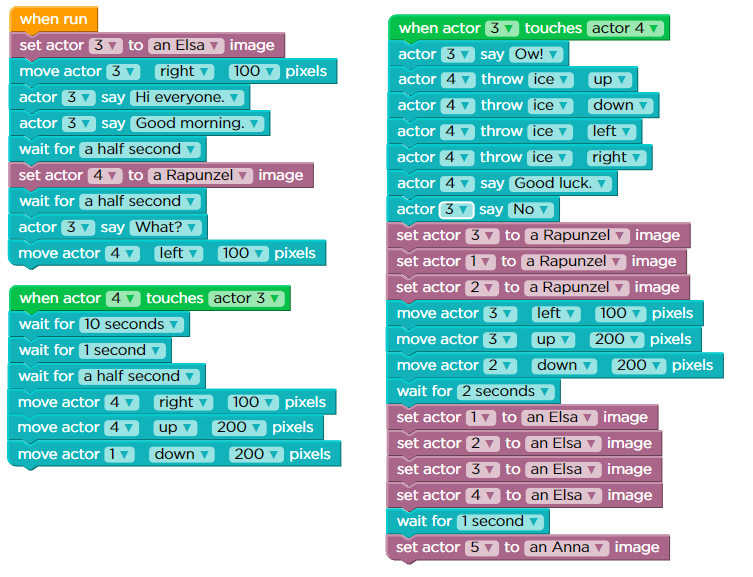 when run
set actor 3 to an Elsa image
move actor 3 right 100 pixels
actor 3 say Hi everyone.
actor 3 say Good morning.
wait for a half second
set actor 4 to a Rapunzel image
wait for a half second
actor 3 say What?
move actor 4 left 100 pixels
when actor 4 touches actor 3
wait for 10 seconds
wait for 1 second
wait for a half second
move actor 4 right 100 pixels
move actor 4 up 200 pixels
move actor 1 down 200 pixels
when actor 3 touches actor 4
actor 3 say Ow!
actor 4 throw ice up
actor 4 throw ice down
actor 4 throw ice left
actor 4 throw ice right
actor 4 say Good luck.
actor 3 say No
set actor 3 to a Rapunzel image
set actor 1 to a Rapunzel image
set actor 2 to a Rapunzel image
move actor 3 left 100 pixels
move actor 3 up 200 pixels
move actor 2 down 200 pixels
wait for 2 seconds
set actor 1 to an Elsa image
set actor 2 to an Elsa image
set actor 3 to an Elsa image
set actor 4 to an Elsa image
wait for 1 second
set actor 5 to an Anna image